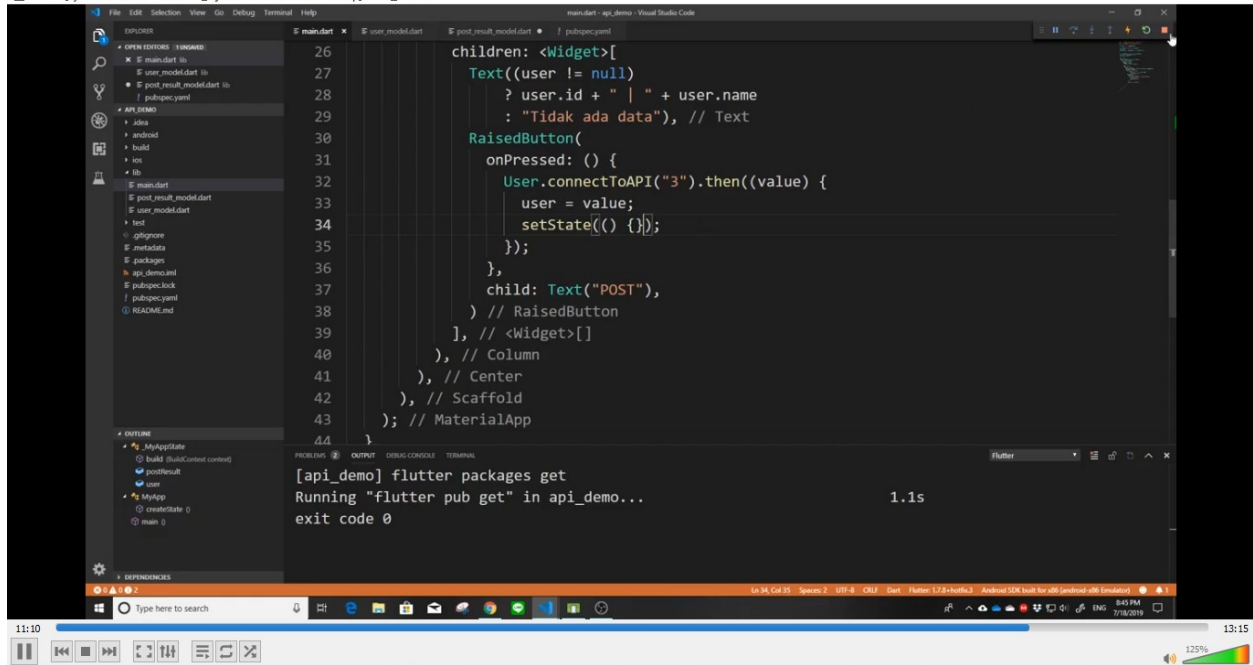 File Edit Selection View Go Debug Terminal Help
main.dart - api_demo - Visual Studio Code
EXPLORER
OPEN EDITORS 1 UNSAVED
main.dart lib
user_model.dart lib
post_result_model.dart lib
pubspec.yaml
API_DEMO
.idea
android
build
ios
lib
main.dart
post_result_model.dart
user_model.dart
test
.gitignore
.metadata
.packages
api_demo.iml
pubspec.lock
pubspec.yaml
README.md
OUTLINE
_MyAppState
build (BuildContext context)
postResult
user
MyApp
createState ()
main ()
DEPENDENCIES
main.dart user_model.dart post_result_model.dart pubspec.yaml
26 children: <Widget>[
27 Text((user != null)
28 ? user.id + " | " + user.name
29 : "Tidak ada data"), // Text
30 RaisedButton(
31 onPressed: () {
32 User.connectToAPI("3").then((value) {
33 user = value;
34 setState(() {});
35 });
36 },
37 child: Text("POST"),
38 ) // RaisedButton
39 ], // <Widget>[]
40 ), // Column
41 ), // Center
42 ), // Scaffold
43 ); // MaterialApp
44 }
PROBLEMS 2 OUTPUT DEBUG CONSOLE TERMINAL Flutter
[api_demo] flutter packages get
Running "flutter pub get" in api_demo... 1.1s
exit code 0
0 0 2 Ln 34, Col 35 Spaces: 2 UTF-8 CRLF Dart Flutter: 1.7.8+hotfix.3 Android SDK built for x86 (android-x86 Emulator) 1
Type here to search
ENG 8:45 PM
7/18/2019
11:10 13:15
125%